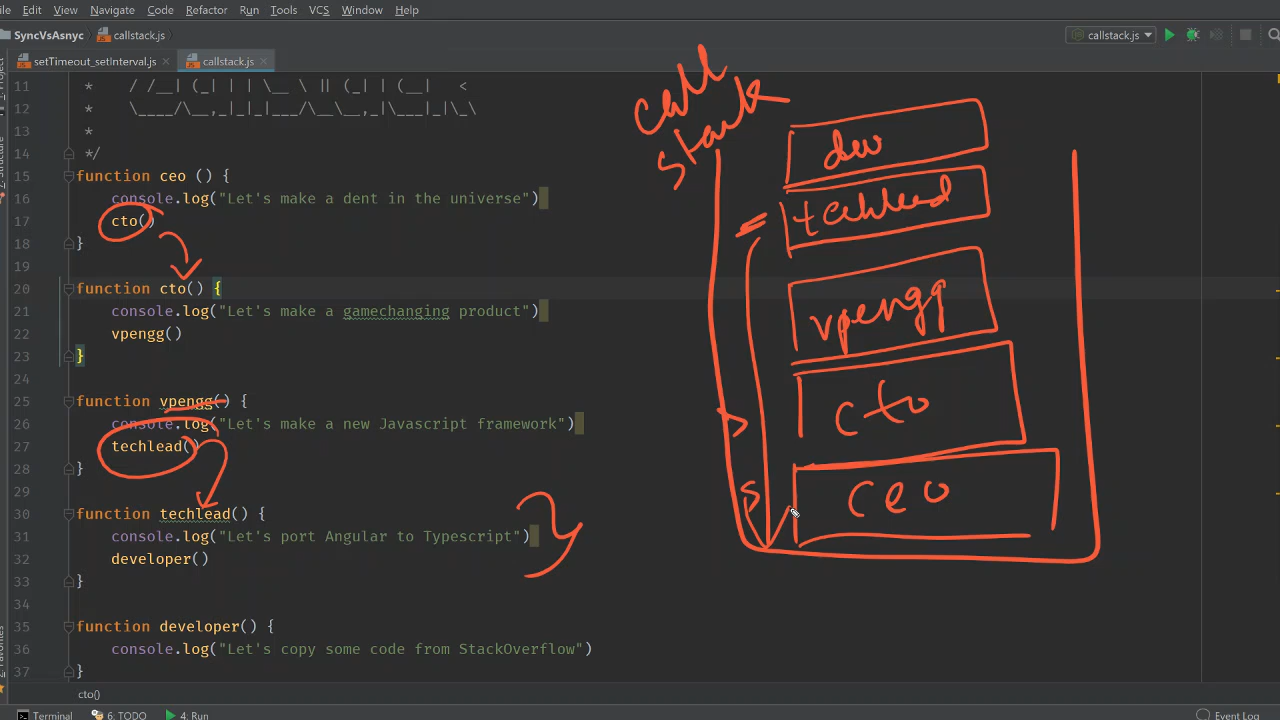 ile Edit View Navigate Code Refactor Run Tools VCS Window Help
SyncVsAsnyc callstack.js callstack.js
setTimeout_setInterval.js callstack.js
11 * / /__| (_| | | \__ \ || (_| | (__| <
12 * \____/\__,_|_|_|___/\__\__,_|\___|_|\_\
13 *
14 */
15 function ceo () {
16 console.log("Let's make a dent in the universe")
17 cto()
18 }
19
20 function cto() {
21 console.log("Let's make a gamechanging product")
22 vpengg()
23 }
24
25 function vpengg() {
26 console.log("Let's make a new Javascript framework")
27 techlead()
28 }
29
30 function techlead() {
31 console.log("Let's port Angular to Typescript")
32 developer()
33 }
34
35 function developer() {
36 console.log("Let's copy some code from StackOverflow")
37 }
call
stack
dev
techlead
vpengg
cto
ceo
cto()
Terminal 6: TODO 4: Run Event Log